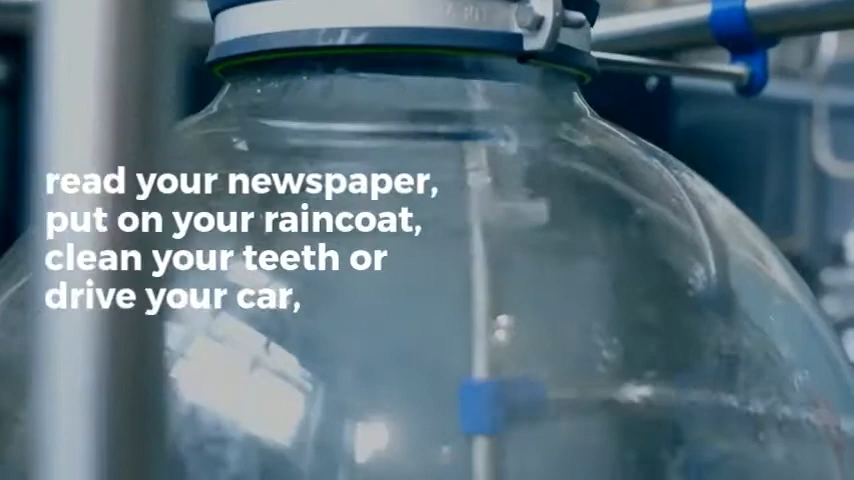 read your newspaper,
put on your raincoat,
clean your teeth or
drive your car,